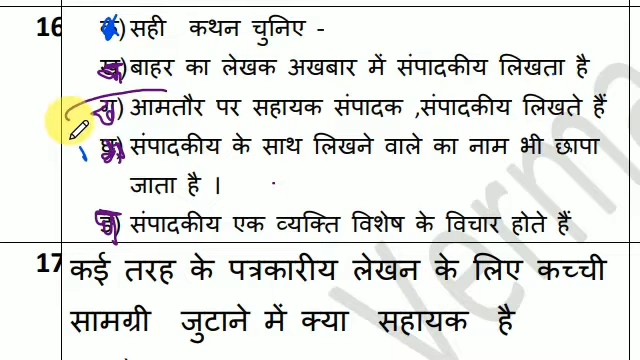 16 सही कथन चुनिए -
बाहर का लेखक अखबार में संपादकीय लिखता है
आमतौर पर सहायक संपादक ,संपादकीय लिखते हैं
संपादकीय के साथ लिखने वाले का नाम भी छापा
जाता है ।
संपादकीय एक व्यक्ति विशेष के विचार होते हैं
17 कई तरह के पत्रकारीय लेखन के लिए कच्ची
सामग्री जुटाने में क्या सहायक है
Verma